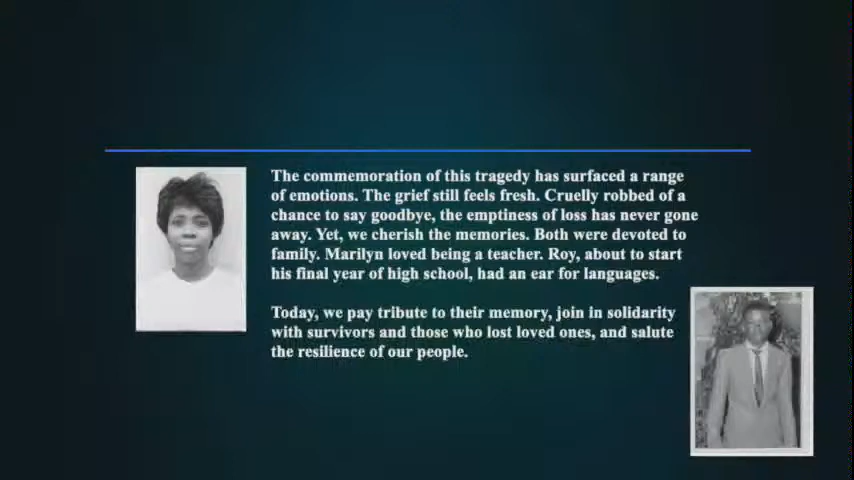 The commemoration of this tragedy has surfaced a range
of emotions. The grief still feels fresh. Cruelly robbed of a
chance to say goodbye, the emptiness of loss has never gone
away. Yet, we cherish the memories. Both were devoted to
family. Marilyn loved being a teacher. Roy, about to start
his final year of high school, had an ear for languages.
Today, we pay tribute to their memory, join in solidarity
with survivors and those who lost loved ones, and salute
the resilience of our people.